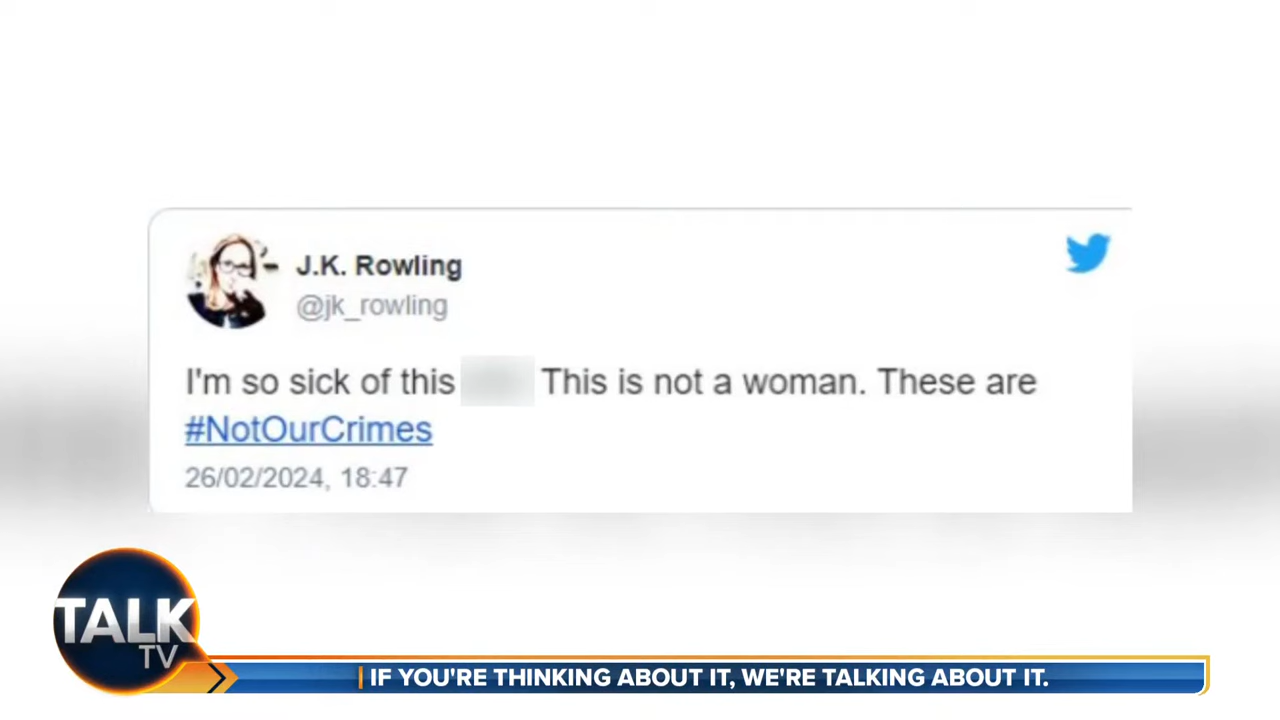 J.K. Rowling
@jk_rowling
I'm so sick of this This is not a woman. These are
#NotOurCrimes
26/02/2024, 18:47
TALK
TV
IF YOU'RE THINKING ABOUT IT, WE'RE TALKING ABOUT IT.